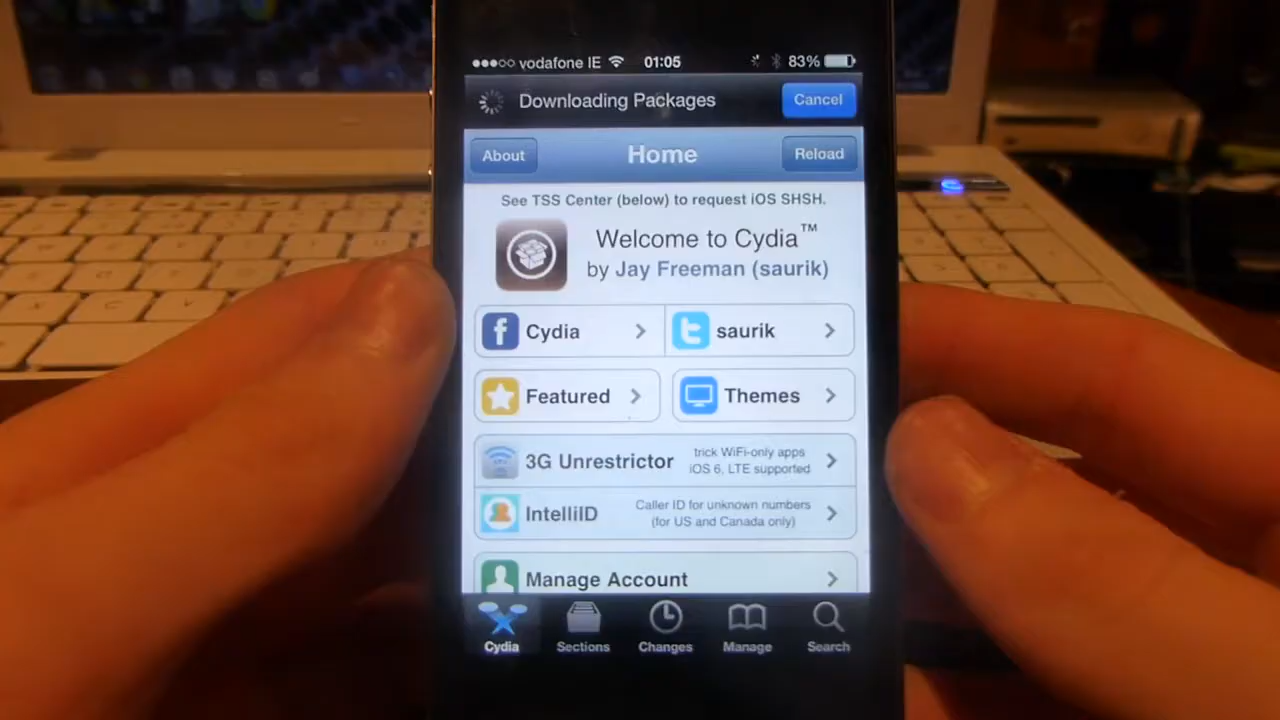 vodafone IE 01:05 83%
Downloading Packages Cancel
About Home Reload
See TSS Center (below) to request iOS SHSH.
Welcome to Cydia™
by Jay Freeman (saurik)
Cydia saurik
Featured Themes
3G Unrestrictor trick WiFi-only apps
iOS 6, LTE supported
IntelliID Caller ID for unknown numbers
(for US and Canada only)
Manage Account
Cydia Sections Changes Manage Search